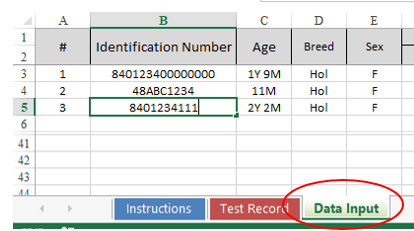 A B C D E
1
# Identification Number Age Breed Sex
2
3 1 840123400000000 1Y 9M Hol F
4 2 48ABC1234 11M Hol F
5 3 8401234111 2Y 2M Hol F
6
41
42
43
44
Instructions Test Record Data Input